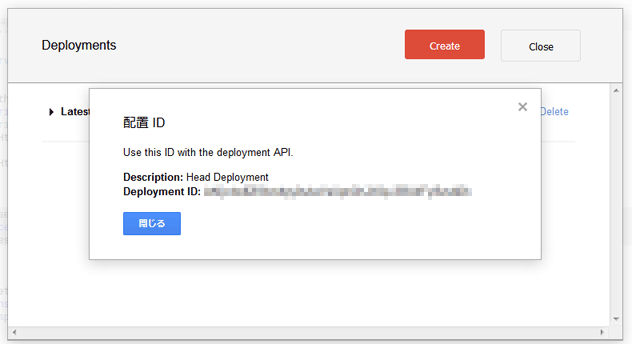 Deployments
Create
Close
Latest
Delete
配置 ID
×
Use this ID with the deployment API.
Description: Head Deployment
Deployment ID:
閉じる